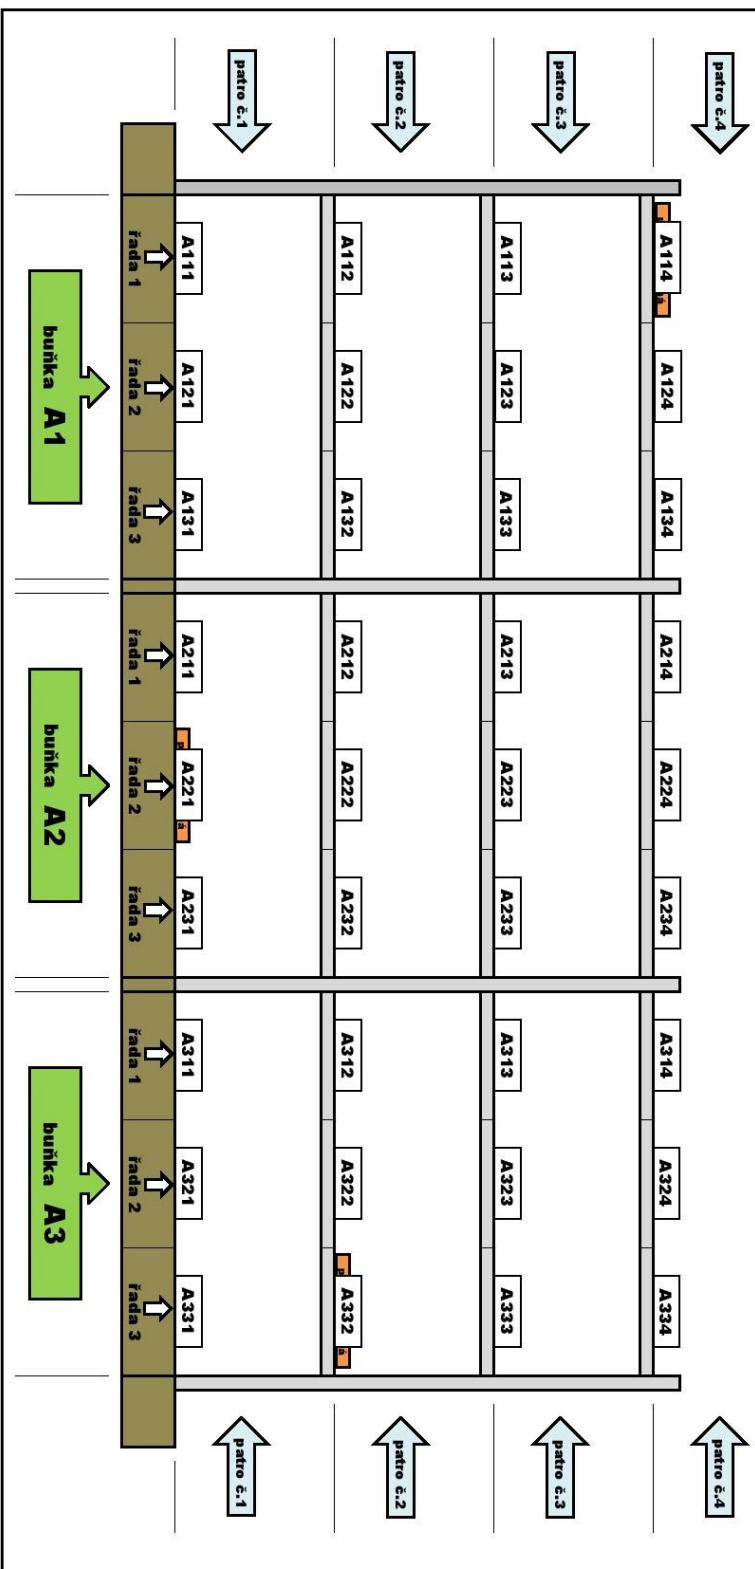 patro č.4 A114 A124 A134 A214 A224 A234 A314 A324 A334 patro č.4
patro č.3 A113 A123 A133 A213 A223 A233 A313 A323 A333 patro č.3
patro č.2 A112 A122 A132 A212 A222 A232 A312 A322 A332 patro č.2
patro č.1 A111 A121 A131 A211 A221 A231 A311 A321 A331 patro č.1
řada 1 řada 2 řada 3 řada 1 řada 2 řada 3 řada 1 řada 2 řada 3
buňka A1 buňka A2 buňka A3